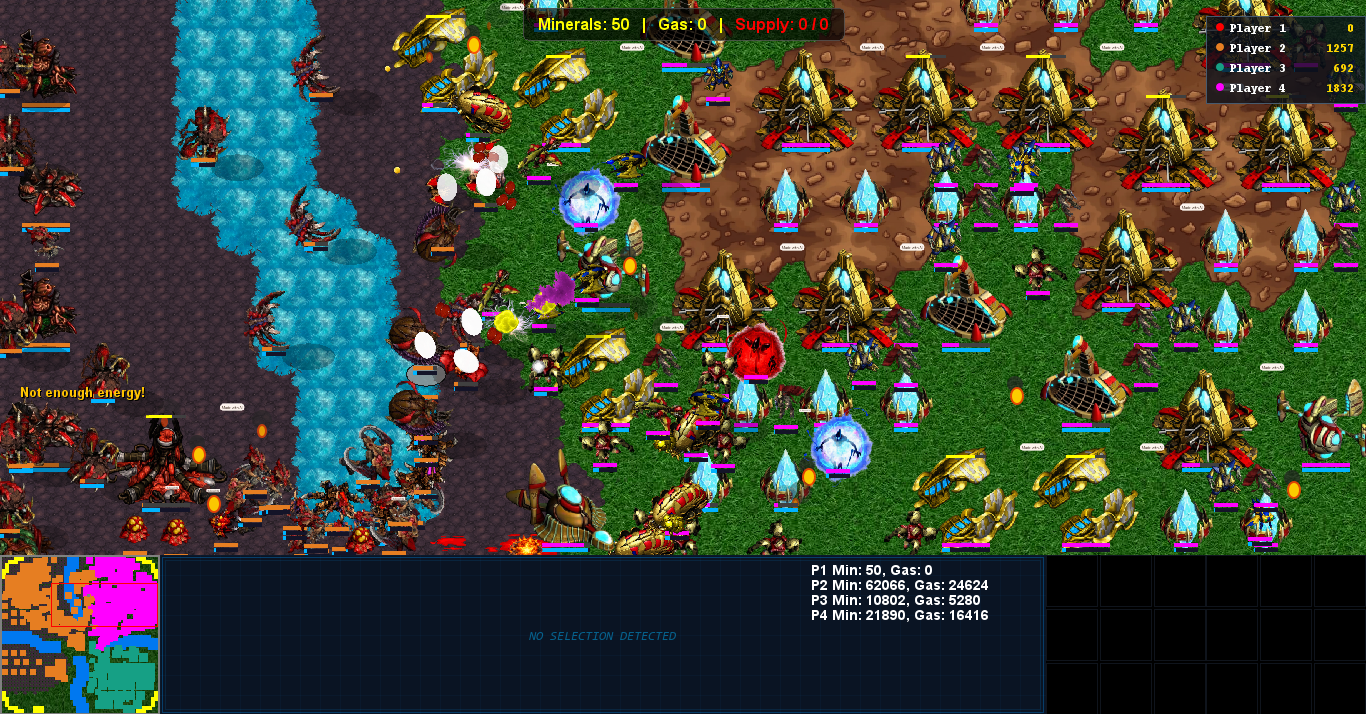 Minerals: 50 | Gas: 0 | Supply: 0 / 0
Player 1 0
Player 2 1257
Player 3 692
Player 4 1832
Not enough energy!
P1 Min: 50, Gas: 0
P2 Min: 62066, Gas: 24624
P3 Min: 10802, Gas: 5280
P4 Min: 21890, Gas: 16416
NO SELECTION DETECTED